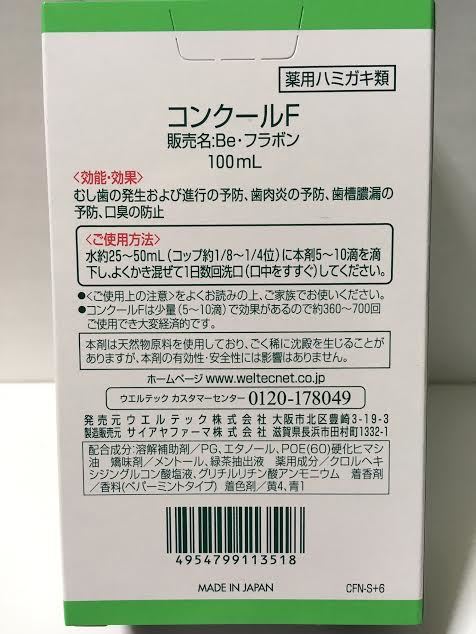 薬用ハミガキ類
コンクールF
販売名:Be・フラボン
100mL
〈効能・効果〉
むし歯の発生および進行の予防、歯肉炎の予防、歯槽膿漏の
予防、口臭の防止
〈ご使用方法〉
水約25〜50mL(コップ約1/8〜1/4位)に本剤5〜10滴を滴
下し、よくかき混ぜて1日数回洗口(口中をすすぐ)してください。
●〈ご使用上の注意〉をよくお読みの上、ご家族でお使いください。
●コンクールFは少量(5〜10滴)で効果があるので約360〜700回
ご使用でき大変経済的です。
本剤は天然物原料を使用しており、ごく稀に沈殿を生じることが
ありますが、本剤の有効性・安全性には影響はありません。
ホームページ www.weltecnet.co.jp
ウエルテック カスタマーセンター 0120-178049
発売元 ウエルテック株式会社 大阪市北区豊崎3-19-3
製造販売元 サイアヤファーマ株式会社 滋賀県長浜市田村町1332-1
配合成分:溶解補助剤/PG、エタノール、POE(60)硬化ヒマシ
油 矯味剤/メントール、緑茶抽出液 薬用成分/クロルヘキ
シジングルコン酸塩液、グリチルリチン酸アンモニウム 着香剤
/香料(ペパーミントタイプ) 着色剤/黄4、青1
4954799113518
MADE IN JAPAN
CFN-S+6